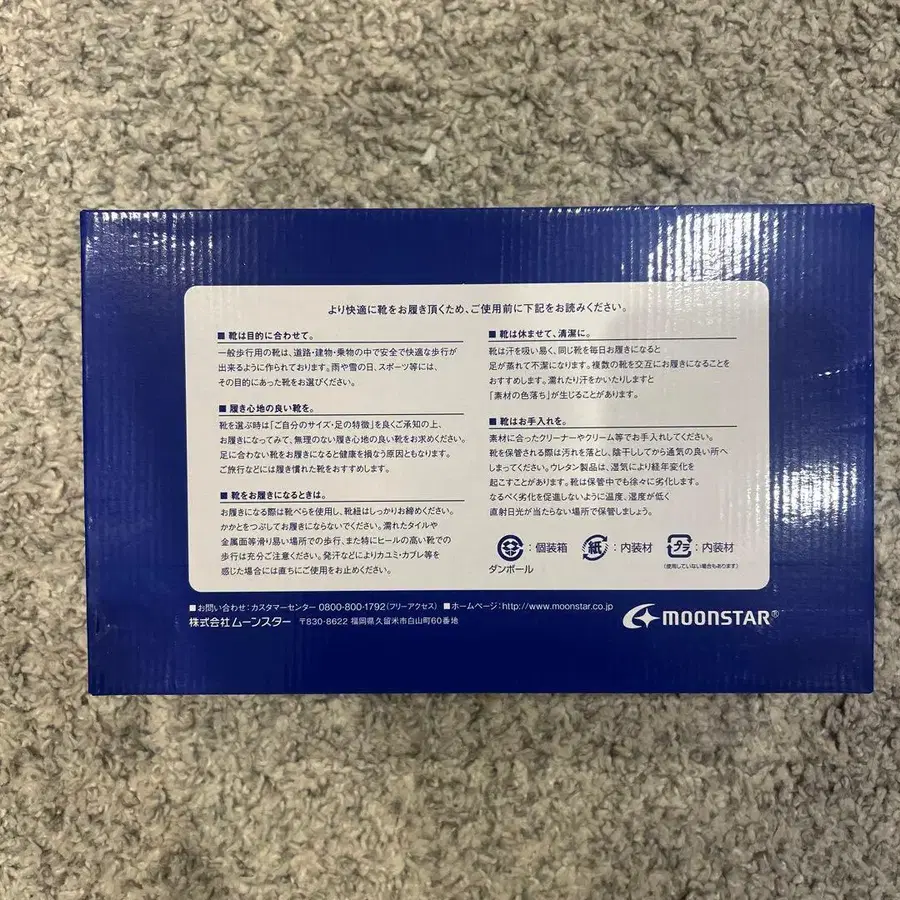 より快適に靴をお履き頂くため、ご使用前に下記をお読みください。
■ 靴は目的に合わせて。
一般歩行用の靴は、道路・建物・乗物の中で安全で快適な歩行が
出来るように作られております。雨や雪の日、スポーツ等には、
その目的にあった靴をお選びください。
■ 履き心地の良い靴を。
靴を選ぶ時は「ご自分のサイズ・足の特徴」を良くご承知の上、
お履きになってみて、無理のない履き心地の良い靴をお求めください。
足に合わない靴をお履きになると健康を損なう原因ともなります。
ご旅行などには履き慣れた靴をおすすめします。
■ 靴をお履きになるときは。
お履きになる際は靴べらを使用し、靴紐はしっかりお締めください。
かかとをつぶしてお履きにならないでください。濡れたタイルや
金属面等滑り易い場所での歩行、また特にヒールの高い靴での
歩行は充分ご注意ください。発汗などによりカユミ・カブレ等を
感じた場合には直ちにご使用をお止めください。
■ 靴は休ませて、清潔に。
靴は汗を吸い易く、同じ靴を毎日お履きになると
足が蒸れて不潔になります。複数の靴を交互にお履きになることを
おすすめします。濡れたり汗をかいたりしますと
「素材の色落ち」が生じることがあります。
■ 靴はお手入れを。
素材に合ったクリーナーやクリーム等でお手入れしてください。
靴を保管される際は汚れを落とし、陰干ししてから通気の良い所へ
しまってください。ウレタン製品は、湿気により経年変化を
起こすことがあります。靴は保管中でも徐々に劣化します。
なるべく劣化を促進しないように温度、湿度が低く
直射日光が当たらない場所で保管しましょう。
：個装箱 紙：内装材 プラ：内装材
ダンボール (使用していない場合もあります)
■お問い合わせ：カスタマーセンター 0800-800-1792(フリーアクセス) ■ホームページ：http://www.moonstar.co.jp
株式会社ムーンスター 〒830-8622 福岡県久留米市白山町60番地
MOONSTAR®